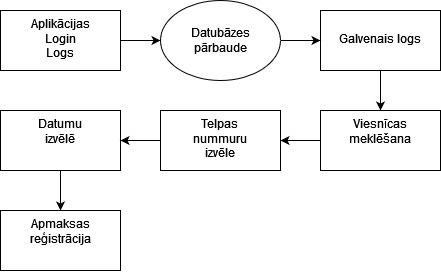 Aplikācijas
Login
Logs
Datubāzes
pārbaude
Galvenais logs
Viesnīcas
meklēšana
Telpas
nummuru
izvēle
Datumu
izvēlē
Apmaksas
reģistrācija